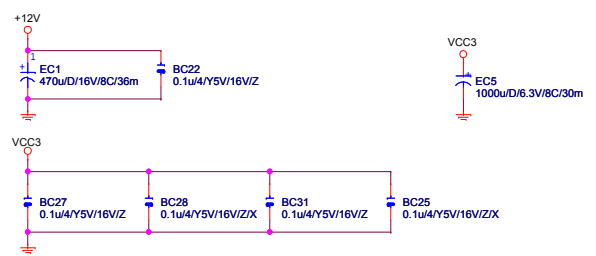 +12V
1
+
EC1
470u/D/16V/8C/36m
BC22
0.1u/4/Y5V/16V/Z
VCC3
+
EC5
1000u/D/6.3V/8C/30m
VCC3
BC27
0.1u/4/Y5V/16V/Z
BC28
0.1u/4/Y5V/16V/Z/X
BC31
0.1u/4/Y5V/16V/Z
BC25
0.1u/4/Y5V/16V/Z/X